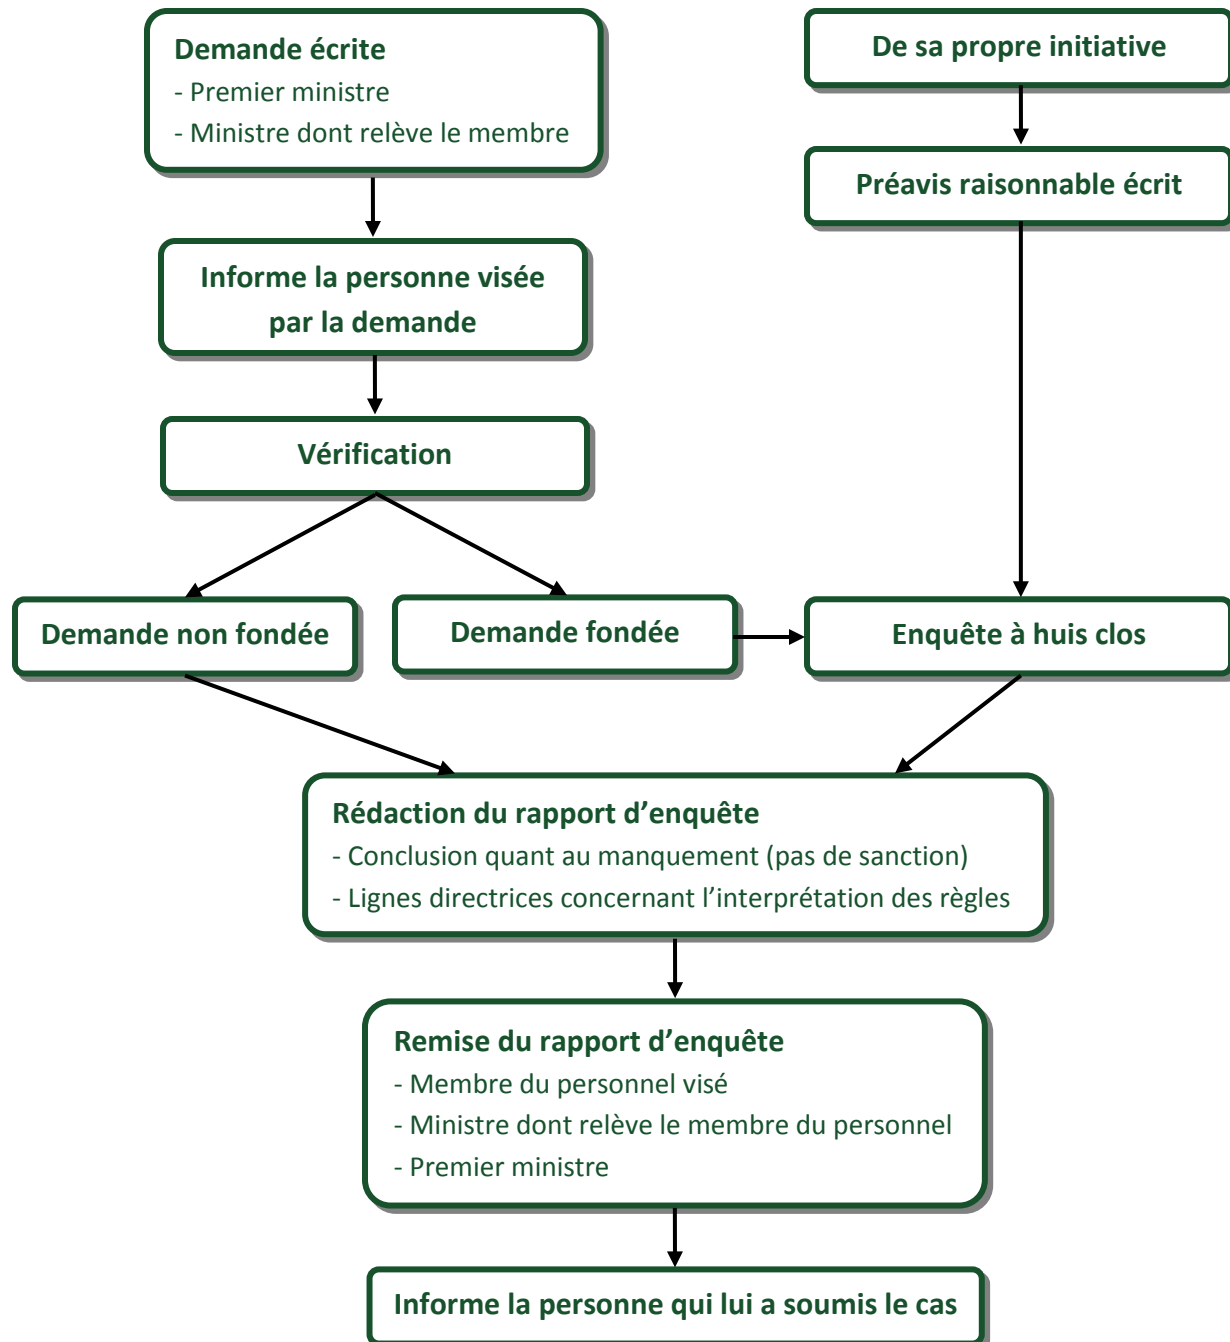 Demande écrite
- Premier ministre
- Ministre dont relève le membre
De sa propre initiative
Préavis raisonnable écrit
Informe la personne visée
par la demande
Vérification
Demande non fondée
Demande fondée
Enquête à huis clos
Rédaction du rapport d’enquête
- Conclusion quant au manquement (pas de sanction)
- Lignes directrices concernant l’interprétation des règles
Remise du rapport d’enquête
- Membre du personnel visé
- Ministre dont relève le membre du personnel
- Premier ministre
Informe la personne qui lui a soumis le cas